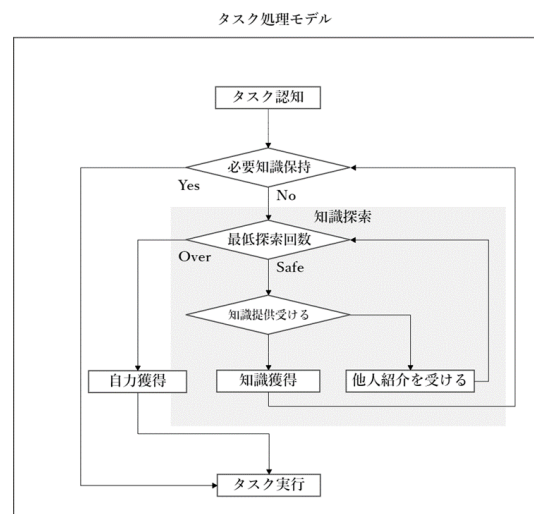 タスク処理モデル
タスク認知
必要知識保持
Yes
No
知識探索
最低探索回数
Over
Safe
知識提供受ける
自力獲得
知識獲得
他人紹介を受ける
タスク実行